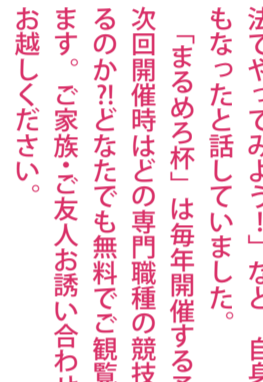 法でやってみよう！」など 自身
もなったと話していました。
「まるめろ杯」は毎年開催する
次回開催時はどの専門職種の競技
るのか?!どなたでも無料でご観覧
ます。ご家族・ご友人お誘い合わせ
お越しください。